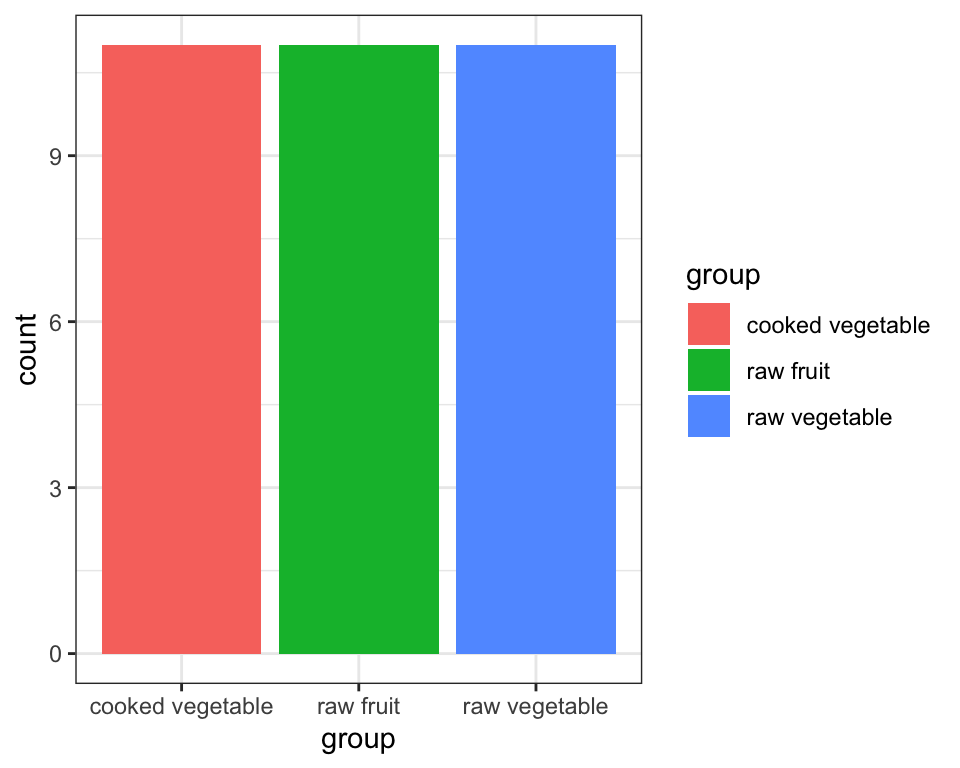 count
9
6
3
0
cooked vegetable raw fruit raw vegetable
group
group
cooked vegetable
raw fruit
raw vegetable